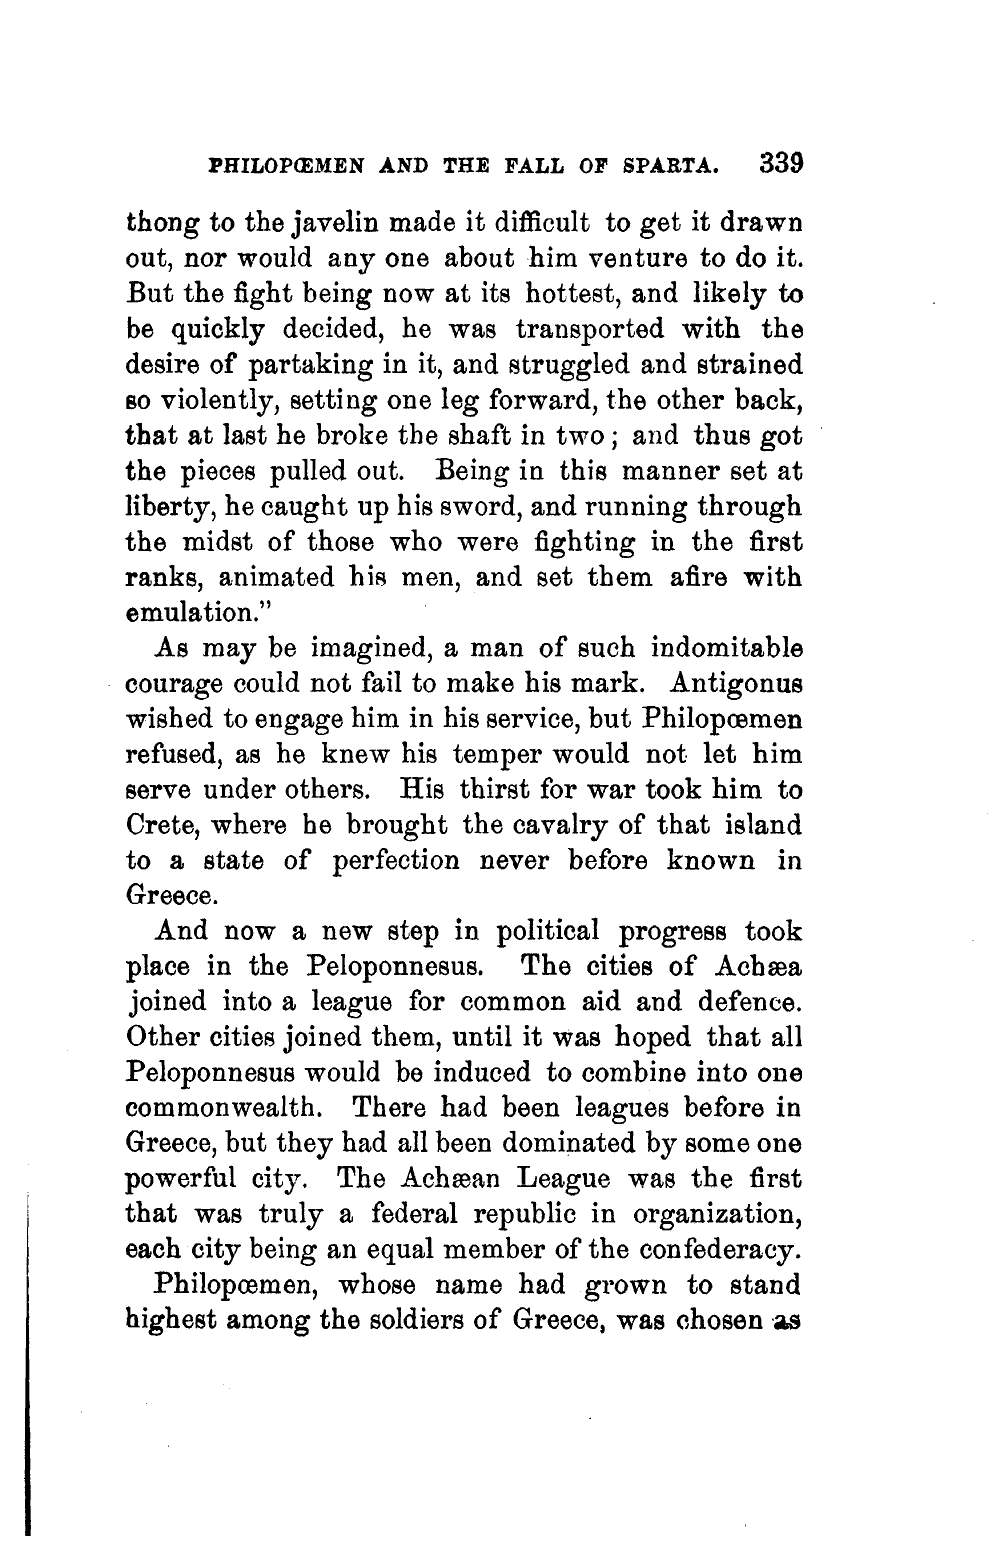 PHILOPŒMEN AND THE FALL OF SPARTA. 339
thong to the javelin made it difficult to get it drawn
out, nor would any one about him venture to do it.
But the fight being now at its hottest, and likely to
be quickly decided, he was transported with the
desire of partaking in it, and struggled and strained
so violently, setting one leg forward, the other back,
that at last he broke the shaft in two; and thus got
the pieces pulled out. Being in this manner set at
liberty, he caught up his sword, and running through
the midst of those who were fighting in the first
ranks, animated his men, and set them afire with
emulation.”
As may be imagined, a man of such indomitable
courage could not fail to make his mark. Antigonus
wished to engage him in his service, but Philopœmen
refused, as he knew his temper would not let him
serve under others. His thirst for war took him to
Crete, where he brought the cavalry of that island
to a state of perfection never before known in
Greece.
And now a new step in political progress took
place in the Peloponnesus. The cities of Achæa
joined into a league for common aid and defence.
Other cities joined them, until it was hoped that all
Peloponnesus would be induced to combine into one
commonwealth. There had been leagues before in
Greece, but they had all been dominated by some one
powerful city. The Achæan League was the first
that was truly a federal republic in organization,
each city being an equal member of the confederacy.
Philopœmen, whose name had grown to stand
highest among the soldiers of Greece, was chosen as